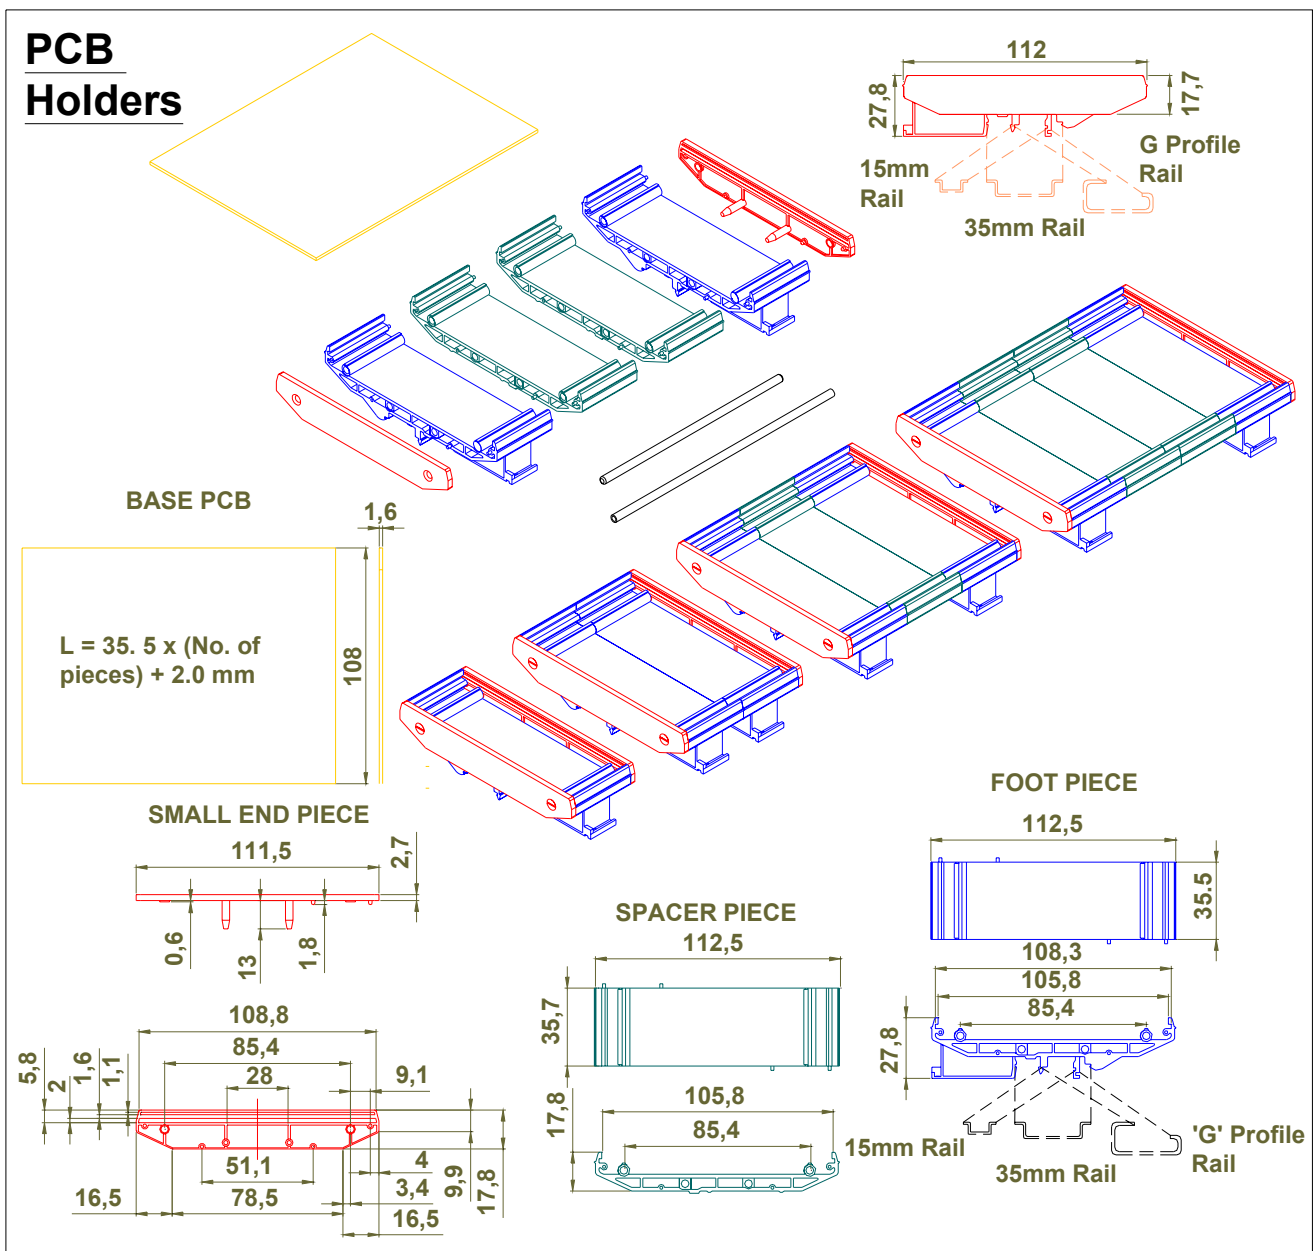 PCB
Holders
112
27,8
17,7
G Profile
Rail
15mm
Rail
35mm Rail
BASE PCB
1,6
L = 35. 5 x (No. of
pieces) + 2.0 mm
108
SMALL END PIECE
111,5
2,7
0,6
13
1,8
108,8
85,4
28
5,8
2
1,6
1,1
9,1
51,1
78,5
16,5
4
3,4
16,5
9,9
17,8
SPACER PIECE
112,5
35,7
105,8
85,4
17,8
FOOT PIECE
112,5
35.5
108,3
105,8
85,4
27,8
15mm Rail
35mm Rail
'G' Profile
Rail